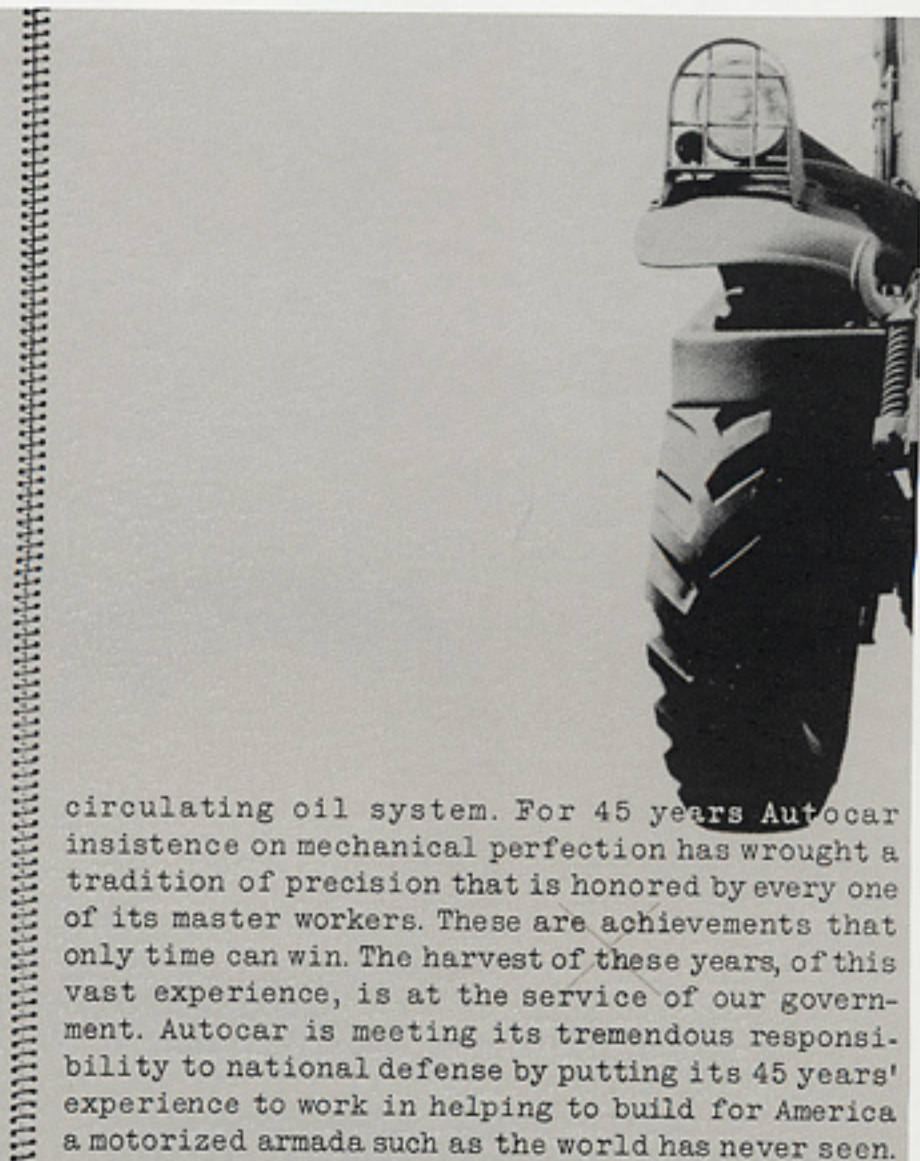 circulating oil system. For 45 years Autocar
insistence on mechanical perfection has wrought a
tradition of precision that is honored by every one
of its master workers. These are achievements that
only time can win. The harvest of these years, of this
vast experience, is at the service of our govern-
ment. Autocar is meeting its tremendous responsi-
bility to national defense by putting its 45 years'
experience to work in helping to build for America
a motorized armada such as the world has never seen.